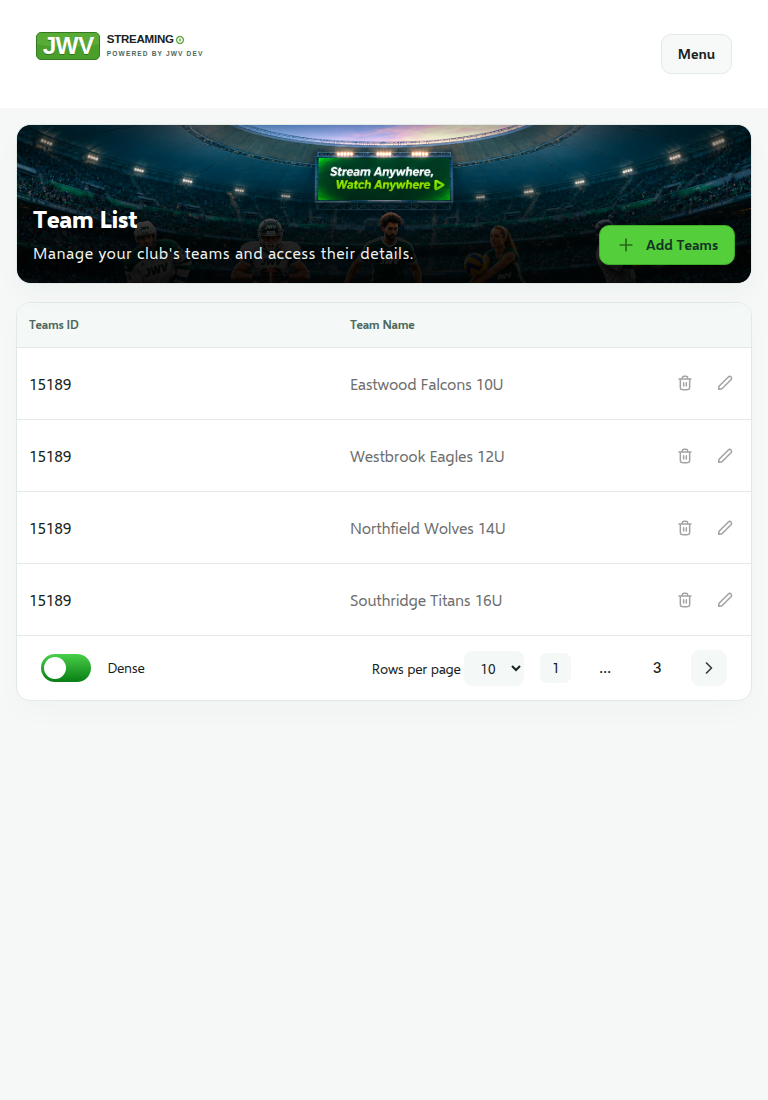 JWV STREAMING
POWERED BY JWV DEV
Menu
Stream Anywhere,
Watch Anywhere
Team List
Manage your club's teams and access their details.
Add Teams
Teams ID Team Name
15189 Eastwood Falcons 10U
15189 Westbrook Eagles 12U
15189 Northfield Wolves 14U
15189 Southridge Titans 16U
Dense Rows per page 10 1 ... 3